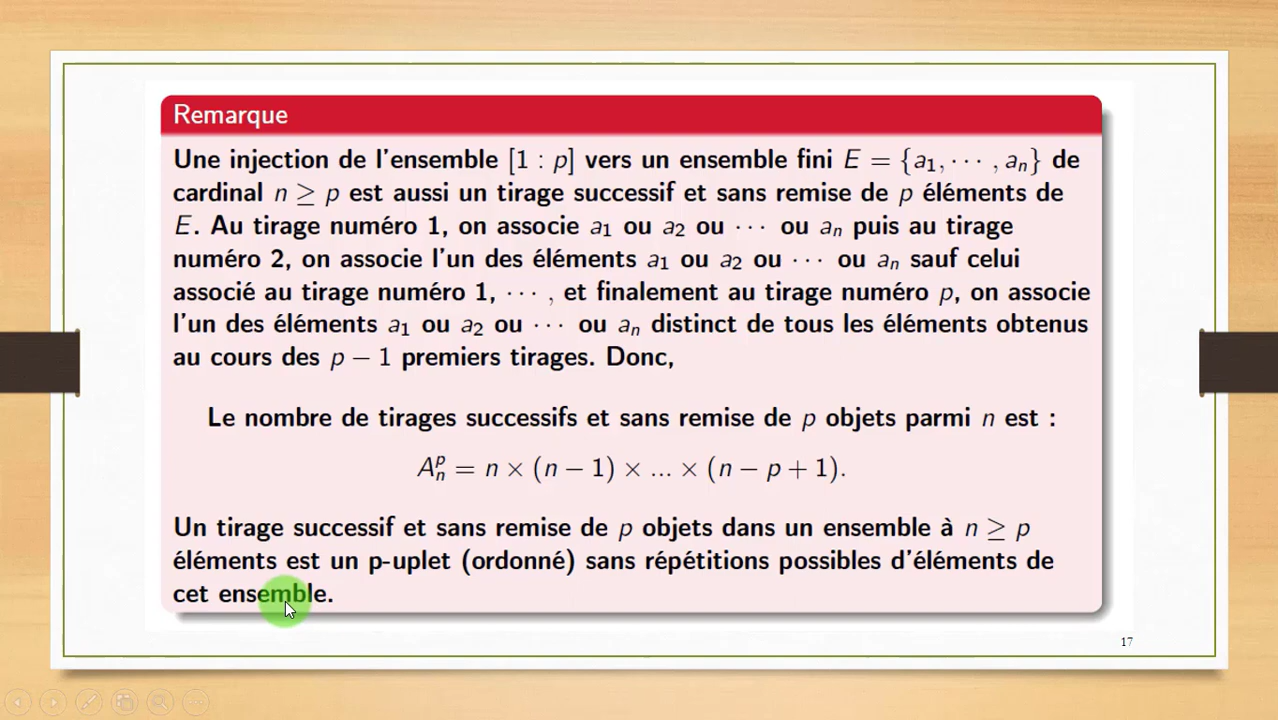 Remarque
Une injection de l'ensemble [1 : p] vers un ensemble fini E = {a₁, ⋯ , aₙ} de
cardinal n ≥ p est aussi un tirage successif et sans remise de p éléments de
E. Au tirage numéro 1, on associe a₁ ou a₂ ou ⋯ ou aₙ puis au tirage
numéro 2, on associe l'un des éléments a₁ ou a₂ ou ⋯ ou aₙ sauf celui
associé au tirage numéro 1, ⋯ , et finalement au tirage numéro p, on associe
l'un des éléments a₁ ou a₂ ou ⋯ ou aₙ distinct de tous les éléments obtenus
au cours des p − 1 premiers tirages. Donc,
Le nombre de tirages successifs et sans remise de p objets parmi n est :
Aₙᵖ = n × (n − 1) × ... × (n − p + 1).
Un tirage successif et sans remise de p objets dans un ensemble à n ≥ p
éléments est un p-uplet (ordonné) sans répétitions possibles d'éléments de
cet ensemble.
17